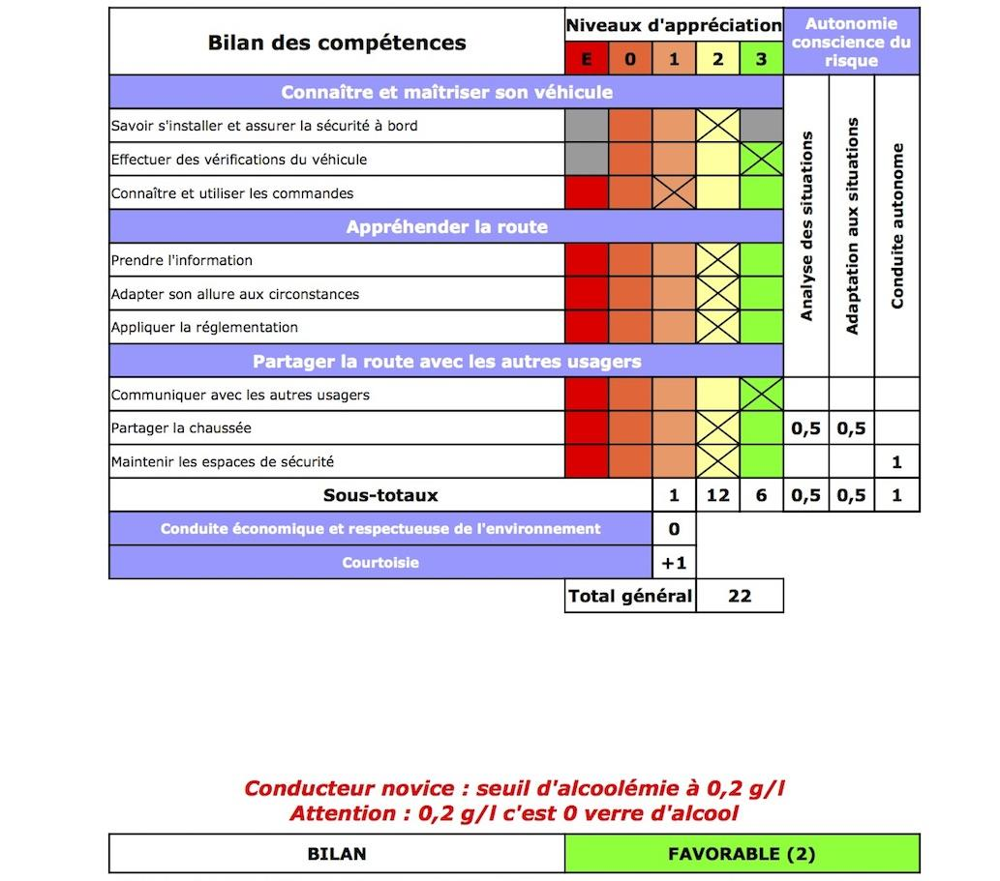 Bilan des compétences
Niveaux d'appréciation
Autonomie
conscience du
risque
E 0 1 2 3
Connaître et maîtriser son véhicule
Savoir s'installer et assurer la sécurité à bord
Effectuer des vérifications du véhicule
Connaître et utiliser les commandes
Analyse des situations
Adaptation aux situations
Conduite autonome
Appréhender la route
Prendre l'information
Adapter son allure aux circonstances
Appliquer la réglementation
Partager la route avec les autres usagers
Communiquer avec les autres usagers
Partager la chaussée 0,5 0,5
Maintenir les espaces de sécurité 1
Sous-totaux 1 12 6 0,5 0,5 1
Conduite économique et respectueuse de l'environnement 0
Courtoisie +1
Total général 22
Conducteur novice : seuil d'alcoolémie à 0,2 g/l
Attention : 0,2 g/l c'est 0 verre d'alcool
BILAN FAVORABLE (2)